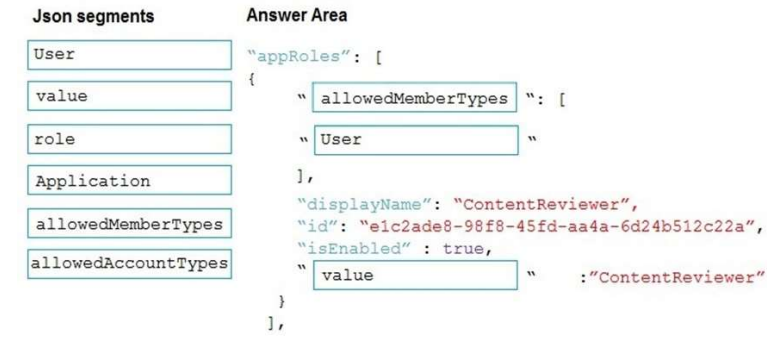 Json segments
Answer Area
User
value
role
Application
allowedMemberTypes
allowedAccountTypes
“appRoles”: [
{
“ allowedMemberTypes “: [
“ User “
],
“displayName”: “ContentReviewer”,
“id”: “e1c2ade8-98f8-45fd-aa4a-6d24b512c22a”,
“isEnabled” : true,
“ value “ :”ContentReviewer”
}
],